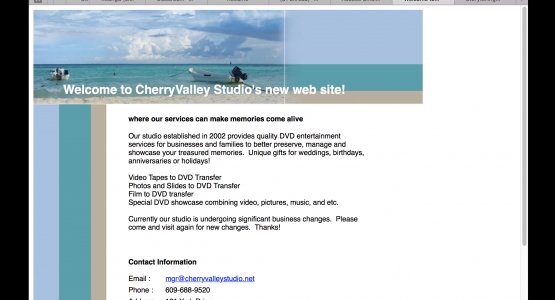 Welcome to CherryValley Studio's new web site!
where our services can make memories come alive
Our studio established in 2002 provides quality DVD entertainment
services for businesses and families to better preserve, manage and
showcase your treasured memories.  Unique gifts for weddings, birthdays,
anniversaries or holidays!
Video Tapes to DVD Transfer
Photos and Slides to DVD Transfer
Film to DVD transfer
Special DVD showcase combining video, pictures, music, and etc.
Currently our studio is undergoing significant business changes.  Please
come and visit again for new changes.  Thanks!
Contact Information
Email :    mgr@cherryvalleystudio.net
Phone :    609-688-9520